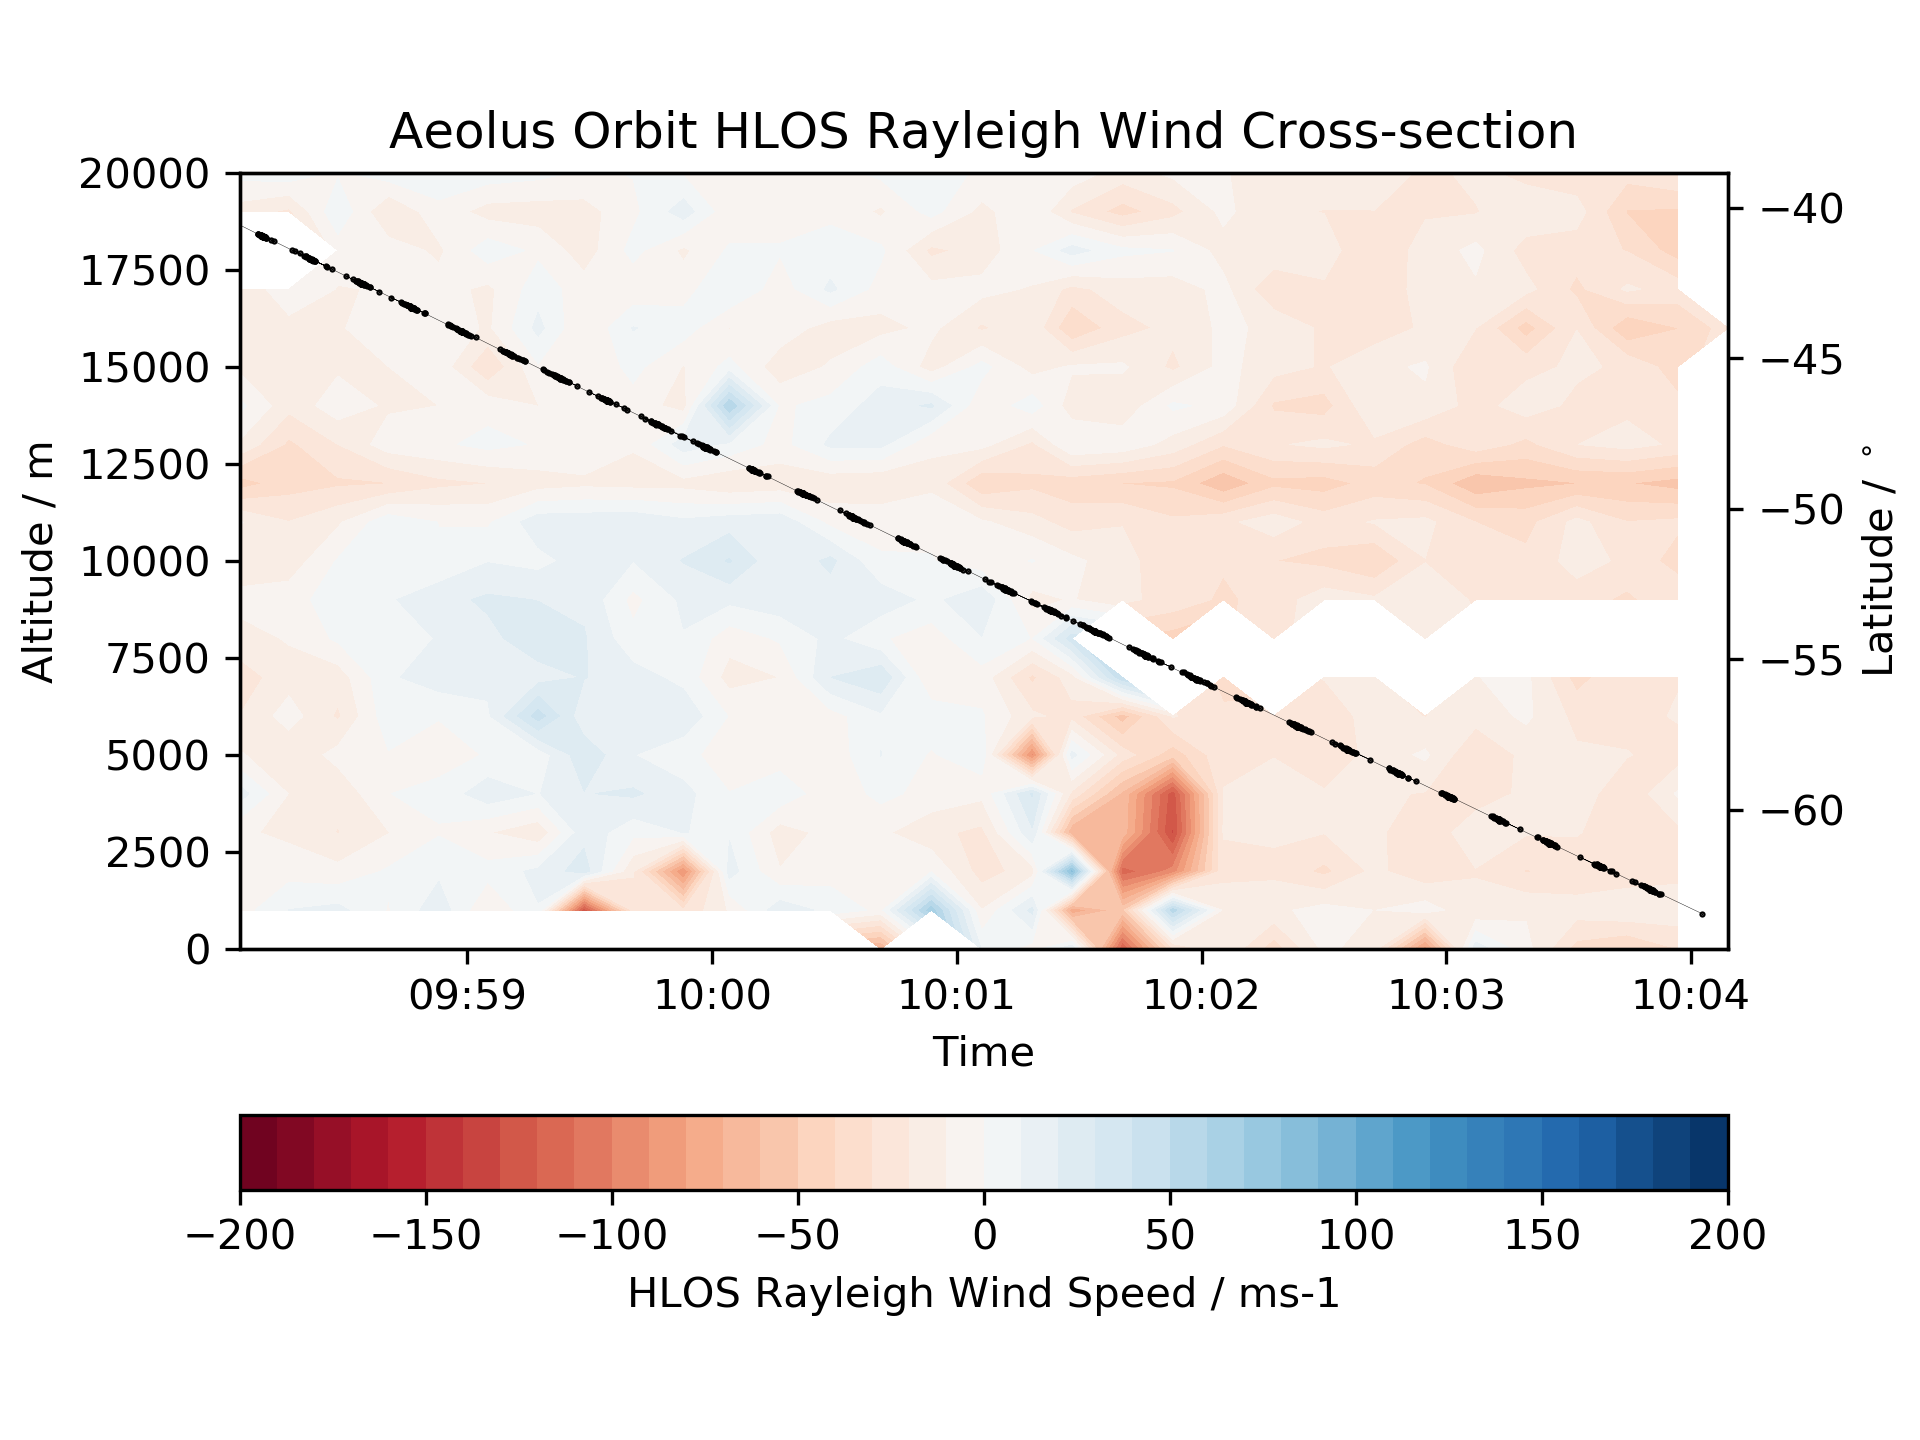 Aeolus Orbit HLOS Rayleigh Wind Cross-section
20000
17500
15000
12500
10000
7500
5000
2500
0
Altitude / m
−40
−45
−50
−55
−60
Latitude / °
09:59 10:00 10:01 10:02 10:03 10:04
Time
−200 −150 −100 −50 0 50 100 150 200
HLOS Rayleigh Wind Speed / ms-1